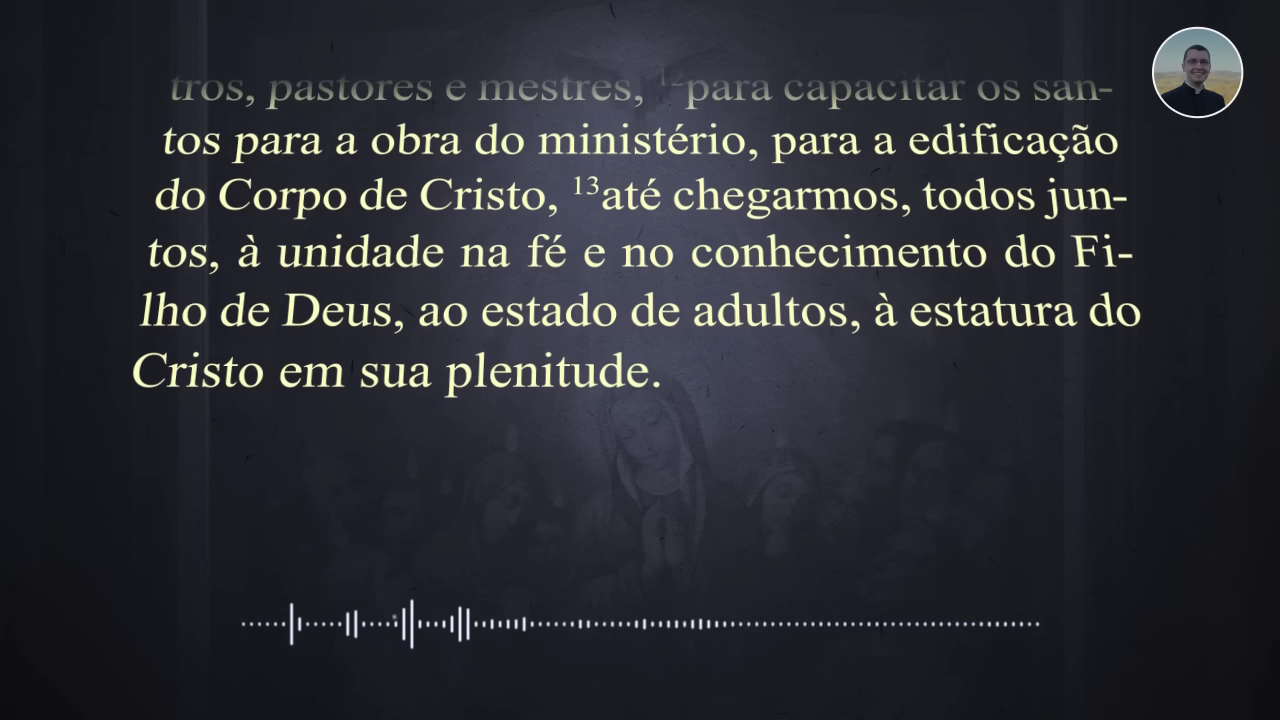 tros, pastores e mestres, 12para capacitar os san-
tos para a obra do ministério, para a edificação
do Corpo de Cristo, 13até chegarmos, todos jun-
tos, à unidade na fé e no conhecimento do Fi-
lho de Deus, ao estado de adultos, à estatura do
Cristo em sua plenitude.